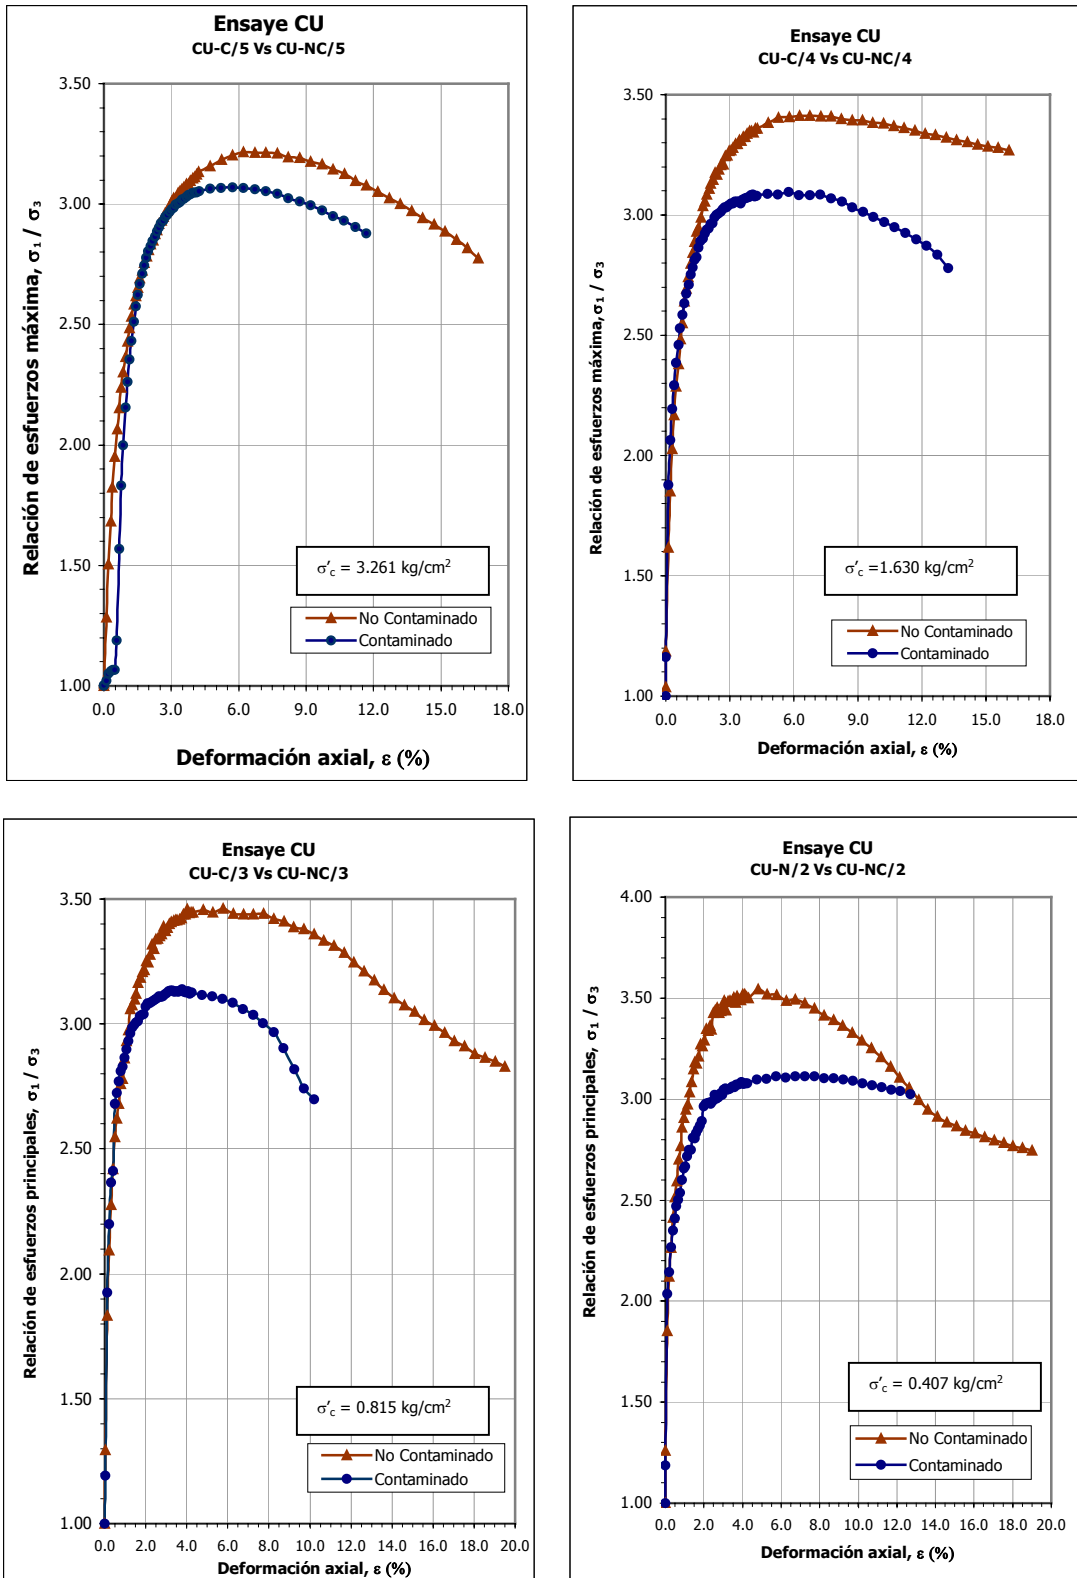 Ensaye CU
CU-C/5 Vs CU-NC/5
Relación de esfuerzos máxima, σ1 / σ3
3.50
3.00
2.50
2.00
1.50
1.00
σ'c = 3.261 kg/cm²
No Contaminado
Contaminado
0.0 3.0 6.0 9.0 12.0 15.0 18.0
Deformación axial, ε (%)
Ensaye CU
CU-C/4 Vs CU-NC/4
Relación de esfuerzos máxima, σ1 / σ3
3.50
3.00
2.50
2.00
1.50
1.00
σ'c =1.630 kg/cm²
No Contaminado
Contaminado
0.0 3.0 6.0 9.0 12.0 15.0 18.0
Deformación axial, ε (%)
Ensaye CU
CU-C/3 Vs CU-NC/3
Relación de esfuerzos principales, σ1 / σ3
3.50
3.00
2.50
2.00
1.50
1.00
σ'c = 0.815 kg/cm²
No Contaminado
Contaminado
0.0 2.0 4.0 6.0 8.0 10.0 12.0 14.0 16.0 18.0 20.0
Deformación axial, ε (%)
Ensaye CU
CU-N/2 Vs CU-NC/2
Relación de esfuerzos principales, σ1 / σ3
4.00
3.50
3.00
2.50
2.00
1.50
1.00
σ'c = 0.407 kg/cm²
No Contaminado
Contaminado
0.0 2.0 4.0 6.0 8.0 10.0 12.0 14.0 16.0 18.0 20.0
Deformación axial, ε (%)